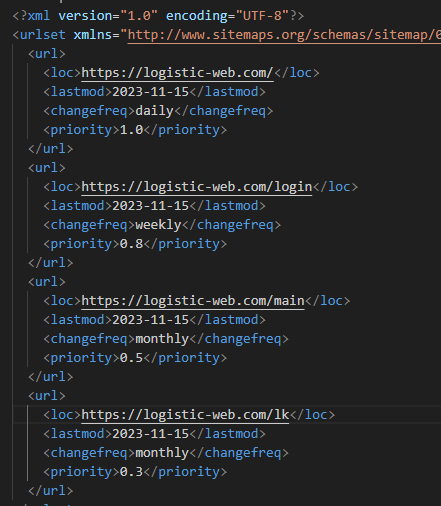 <?xml version="1.0" encoding="UTF-8"?>
<urlset xmlns="http://www.sitemaps.org/schemas/sitemap/0
<url>
<loc>https://logistic-web.com/</loc>
<lastmod>2023-11-15</lastmod>
<changefreq>daily</changefreq>
<priority>1.0</priority>
</url>
<url>
<loc>https://logistic-web.com/login</loc>
<lastmod>2023-11-15</lastmod>
<changefreq>weekly</changefreq>
<priority>0.8</priority>
</url>
<url>
<loc>https://logistic-web.com/main</loc>
<lastmod>2023-11-15</lastmod>
<changefreq>monthly</changefreq>
<priority>0.5</priority>
</url>
<url>
<loc>https://logistic-web.com/lk</loc>
<lastmod>2023-11-15</lastmod>
<changefreq>monthly</changefreq>
<priority>0.3</priority>
</url>